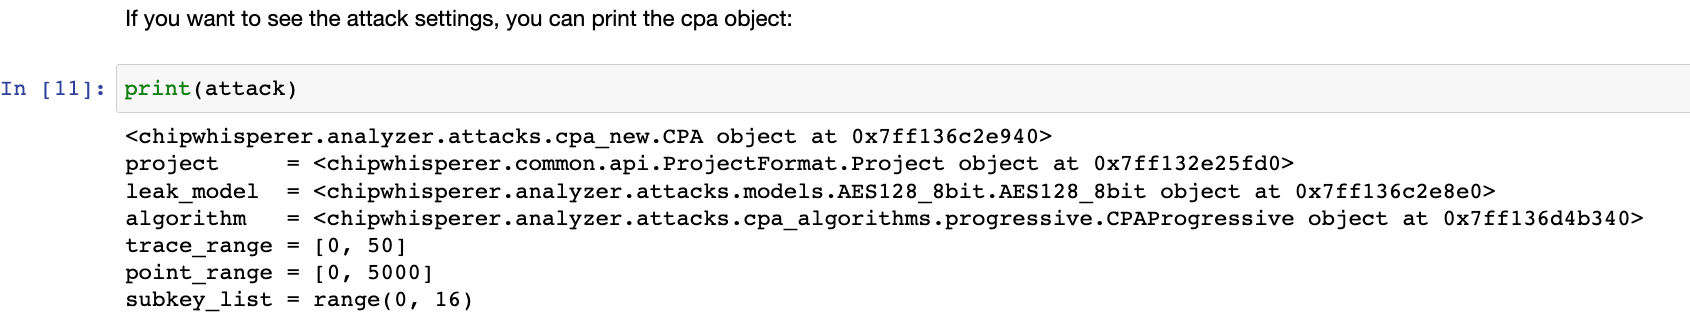 If you want to see the attack settings, you can print the cpa object:
In [11]: print(attack)
<chipwhisperer.analyzer.attacks.cpa_new.CPA object at 0x7ff136c2e940>
project     = <chipwhisperer.common.api.ProjectFormat.Project object at 0x7ff132e25fd0>
leak_model  = <chipwhisperer.analyzer.attacks.models.AES128_8bit.AES128_8bit object at 0x7ff136c2e8e0>
algorithm   = <chipwhisperer.analyzer.attacks.cpa_algorithms.progressive.CPAProgressive object at 0x7ff136d4b340>
trace_range = [0, 50]
point_range = [0, 5000]
subkey_list = range(0, 16)